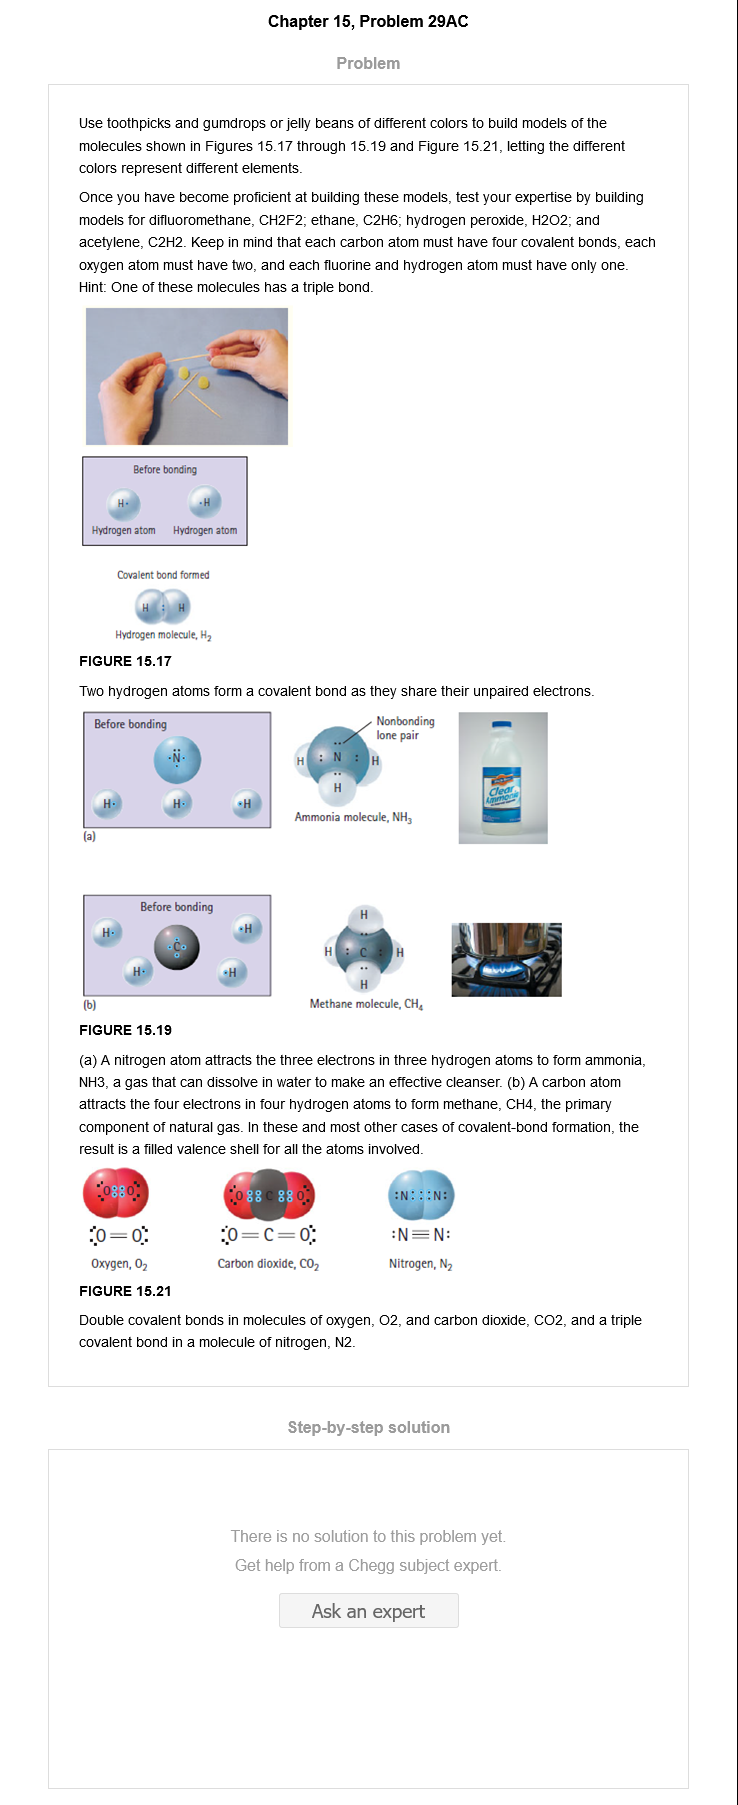 Chapter 15, Problem 29AC
Problem
Use toothpicks and gumdrops or jelly beans of different colors to build models of the
molecules shown in Figures 15.17 through 15.19 and Figure 15.21, letting the different
colors represent different elements.
Once you have become proficient at building these models, test your expertise by building
models for difluoromethane, CH2F2; ethane, C2H6; hydrogen peroxide, H2O2; and
acetylene, C2H2. Keep in mind that each carbon atom must have four covalent bonds, each
oxygen atom must have two, and each fluorine and hydrogen atom must have only one.
Hint: One of these molecules has a triple bond.
Before bonding
H· ·H
Hydrogen atom Hydrogen atom
Covalent bond formed
H : H
Hydrogen molecule, H₂
FIGURE 15.17
Two hydrogen atoms form a covalent bond as they share their unpaired electrons.
Before bonding
·N·
H· H· ·H
(a)
Nonbonding
lone pair
H : N : H
H
Ammonia molecule, NH₃
Clear
Ammonia
Before bonding
H· ·H
·C·
H· ·H
(b)
H
H : C : H
H
Methane molecule, CH₄
FIGURE 15.19
(a) A nitrogen atom attracts the three electrons in three hydrogen atoms to form ammonia,
NH3, a gas that can dissolve in water to make an effective cleanser. (b) A carbon atom
attracts the four electrons in four hydrogen atoms to form methane, CH4, the primary
component of natural gas. In these and most other cases of covalent-bond formation, the
result is a filled valence shell for all the atoms involved.
O::O O::C::O :N:::N:
O=O O=C=O :N≡N:
Oxygen, O₂ Carbon dioxide, CO₂ Nitrogen, N₂
FIGURE 15.21
Double covalent bonds in molecules of oxygen, O2, and carbon dioxide, CO2, and a triple
covalent bond in a molecule of nitrogen, N2.
Step-by-step solution
There is no solution to this problem yet.
Get help from a Chegg subject expert.
Ask an expert